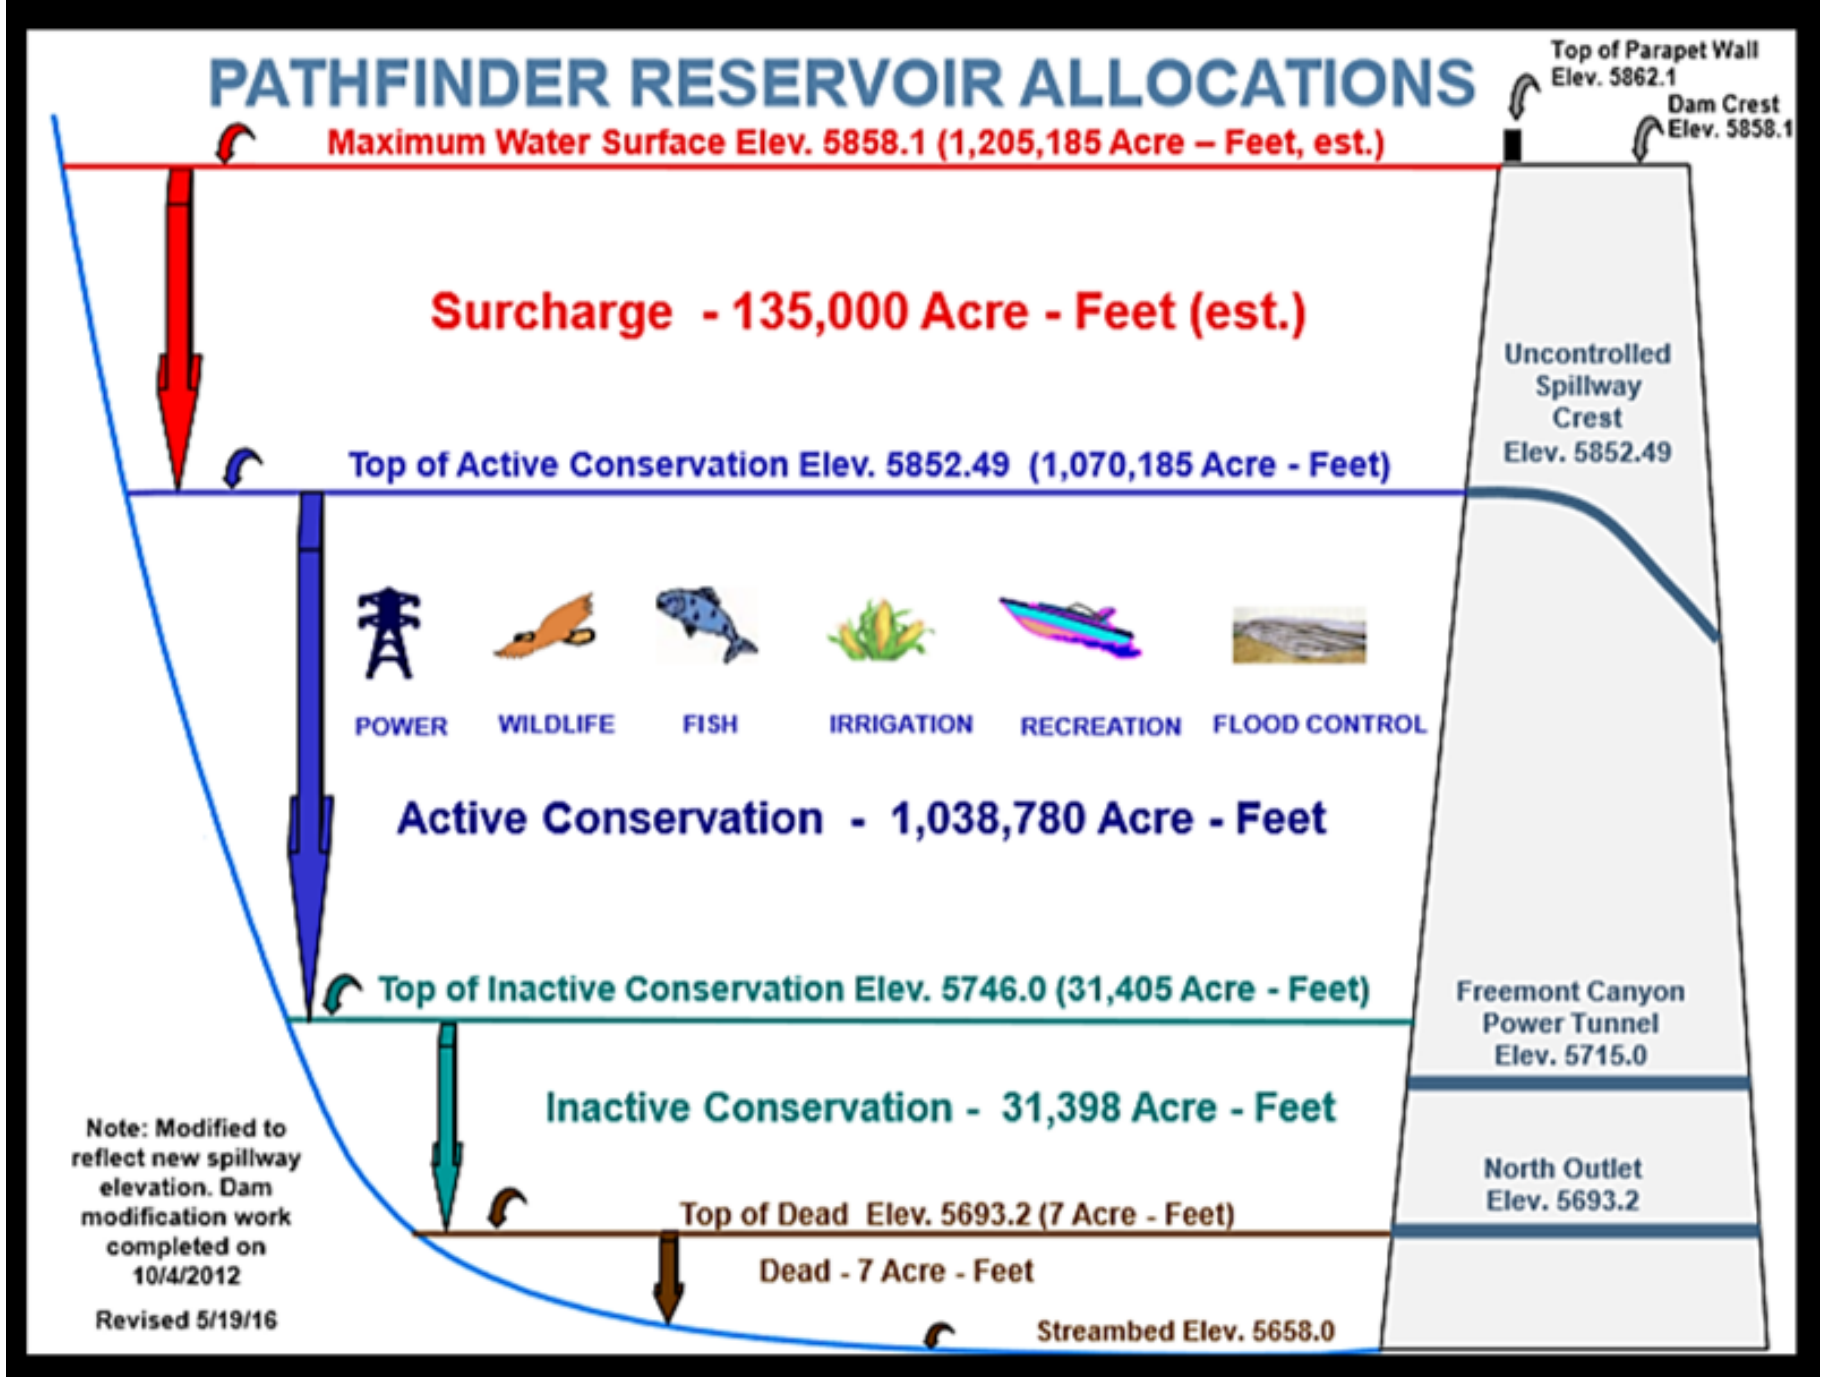 PATHFINDER RESERVOIR ALLOCATIONS
Top of Parapet Wall
Elev. 5862.1
Dam Crest
Elev. 5858.1
Maximum Water Surface Elev. 5858.1 (1,205,185 Acre – Feet, est.)
Surcharge - 135,000 Acre - Feet (est.)
Uncontrolled
Spillway
Crest
Elev. 5852.49
Top of Active Conservation Elev. 5852.49 (1,070,185 Acre - Feet)
POWER WILDLIFE FISH IRRIGATION RECREATION FLOOD CONTROL
Active Conservation - 1,038,780 Acre - Feet
Top of Inactive Conservation Elev. 5746.0 (31,405 Acre - Feet)
Freemont Canyon
Power Tunnel
Elev. 5715.0
Inactive Conservation - 31,398 Acre - Feet
North Outlet
Elev. 5693.2
Top of Dead Elev. 5693.2 (7 Acre - Feet)
Dead - 7 Acre - Feet
Streambed Elev. 5658.0
Note: Modified to
reflect new spillway
elevation. Dam
modification work
completed on
10/4/2012
Revised 5/19/16